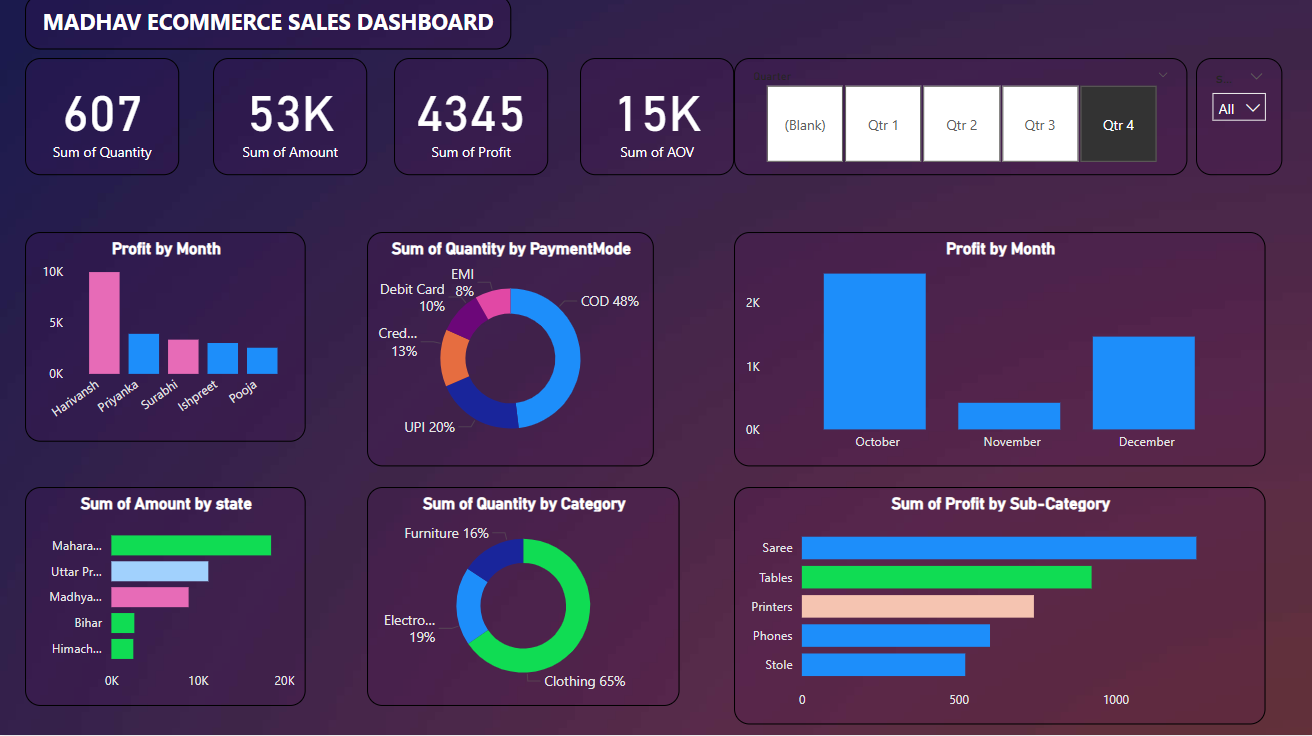 MADHAV ECOMMERCE SALES DASHBOARD
607
Sum of Quantity
53K
Sum of Amount
4345
Sum of Profit
15K
Sum of AOV
Quarter
(Blank)
Qtr 1
Qtr 2
Qtr 3
Qtr 4
S...
All
Profit by Month
10K
5K
0K
Harivansh
Priyanka
Surabhi
Ishpreet
Pooja
Sum of Quantity by PaymentMode
EMI
8%
Debit Card
10%
Cred...
13%
UPI 20%
COD 48%
Profit by Month
2K
1K
0K
October
November
December
Sum of Amount by state
Mahara...
Uttar Pr...
Madhya...
Bihar
Himach...
0K
10K
20K
Sum of Quantity by Category
Furniture 16%
Electro...
19%
Clothing 65%
Sum of Profit by Sub-Category
Saree
Tables
Printers
Phones
Stole
0
500
1000